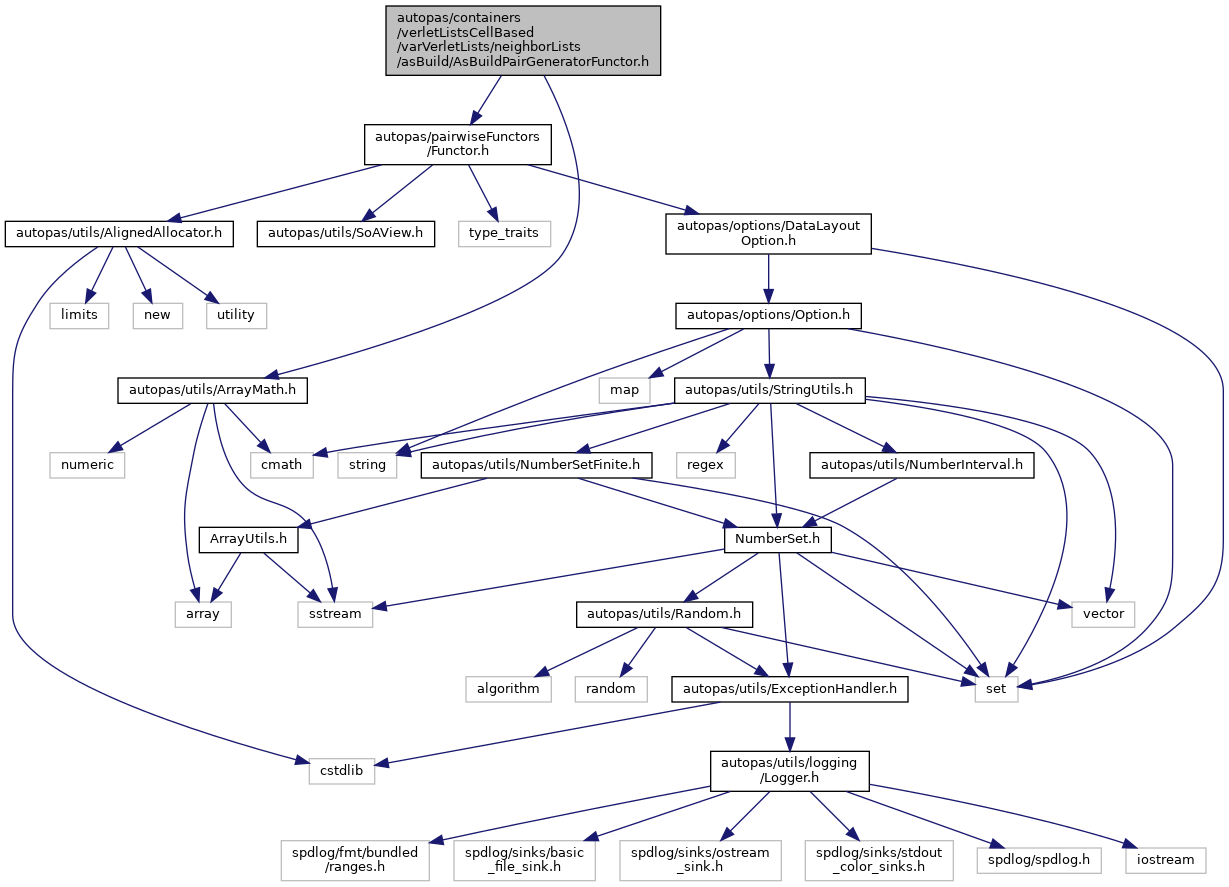 autopas/containers
/verletListsCellBased
/varVerletLists/neighborLists
/asBuild/AsBuildPairGeneratorFunctor.h
autopas/pairwiseFunctors
/Functor.h
autopas/utils/AlignedAllocator.h
autopas/utils/SoAView.h
type_traits
autopas/options/DataLayout
Option.h
limits
new
utility
autopas/options/Option.h
autopas/utils/ArrayMath.h
map
autopas/utils/StringUtils.h
numeric
cmath
string
autopas/utils/NumberSetFinite.h
regex
autopas/utils/NumberInterval.h
ArrayUtils.h
NumberSet.h
array
sstream
autopas/utils/Random.h
vector
algorithm
random
autopas/utils/ExceptionHandler.h
set
cstdlib
autopas/utils/logging
/Logger.h
spdlog/fmt/bundled
/ranges.h
spdlog/sinks/basic
_file_sink.h
spdlog/sinks/ostream
_sink.h
spdlog/sinks/stdout
_color_sinks.h
spdlog/spdlog.h
iostream